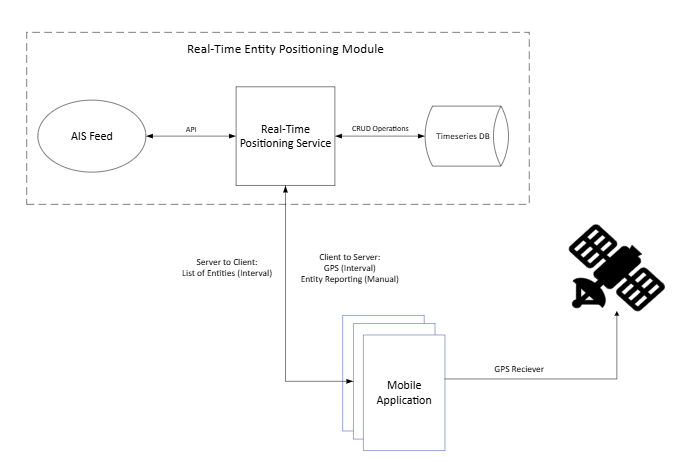 Real-Time Entity Positioning Module
AIS Feed
API
Real-Time
Positioning Service
CRUD Operations
Timeseries DB
Server to Client:
List of Entities (Interval)
Client to Server:
GPS (Interval)
Entity Reporting (Manual)
GPS Reciever
Mobile
Application